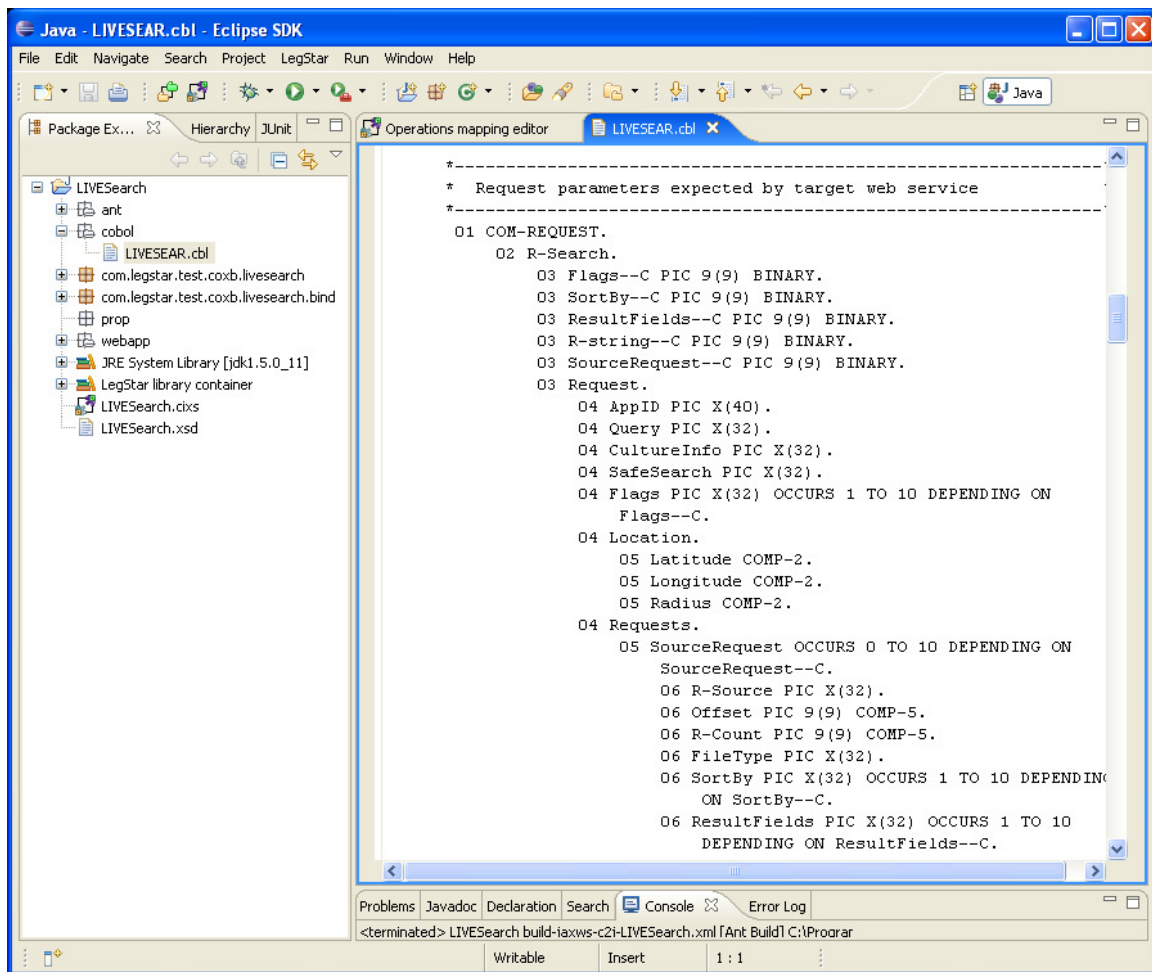 Java - LIVESEAR.cbl - Eclipse SDK
File Edit Navigate Search Project LegStar Run Window Help
Java
Package Ex... Hierarchy JUnit
LIVESearch
ant
cobol
LIVESEAR.cbl
com.legstar.test.coxb.livesearch
com.legstar.test.coxb.livesearch.bind
prop
webapp
JRE System Library [jdk1.5.0_11]
LegStar library container
LIVESearch.cixs
LIVESearch.xsd
Operations mapping editor LIVESEAR.cbl
*----------------------------------------------------------------
* Request parameters expected by target web service
*----------------------------------------------------------------
01 COM-REQUEST.
02 R-Search.
03 Flags--C PIC 9(9) BINARY.
03 SortBy--C PIC 9(9) BINARY.
03 ResultFields--C PIC 9(9) BINARY.
03 R-string--C PIC 9(9) BINARY.
03 SourceRequest--C PIC 9(9) BINARY.
03 Request.
04 AppID PIC X(40).
04 Query PIC X(32).
04 CultureInfo PIC X(32).
04 SafeSearch PIC X(32).
04 Flags PIC X(32) OCCURS 1 TO 10 DEPENDING ON
Flags--C.
04 Location.
05 Latitude COMP-2.
05 Longitude COMP-2.
05 Radius COMP-2.
04 Requests.
05 SourceRequest OCCURS 0 TO 10 DEPENDING ON
SourceRequest--C.
06 R-Source PIC X(32).
06 Offset PIC 9(9) COMP-5.
06 R-Count PIC 9(9) COMP-5.
06 FileType PIC X(32).
06 SortBy PIC X(32) OCCURS 1 TO 10 DEPENDIN
ON SortBy--C.
06 ResultFields PIC X(32) OCCURS 1 TO 10
DEPENDING ON ResultFields--C.
Problems Javadoc Declaration Search Console Error Log
<terminated> LIVESearch build-iaxws-c2i-LIVESearch.xml [Ant Build] C:\Prograr
Writable Insert 1 : 1